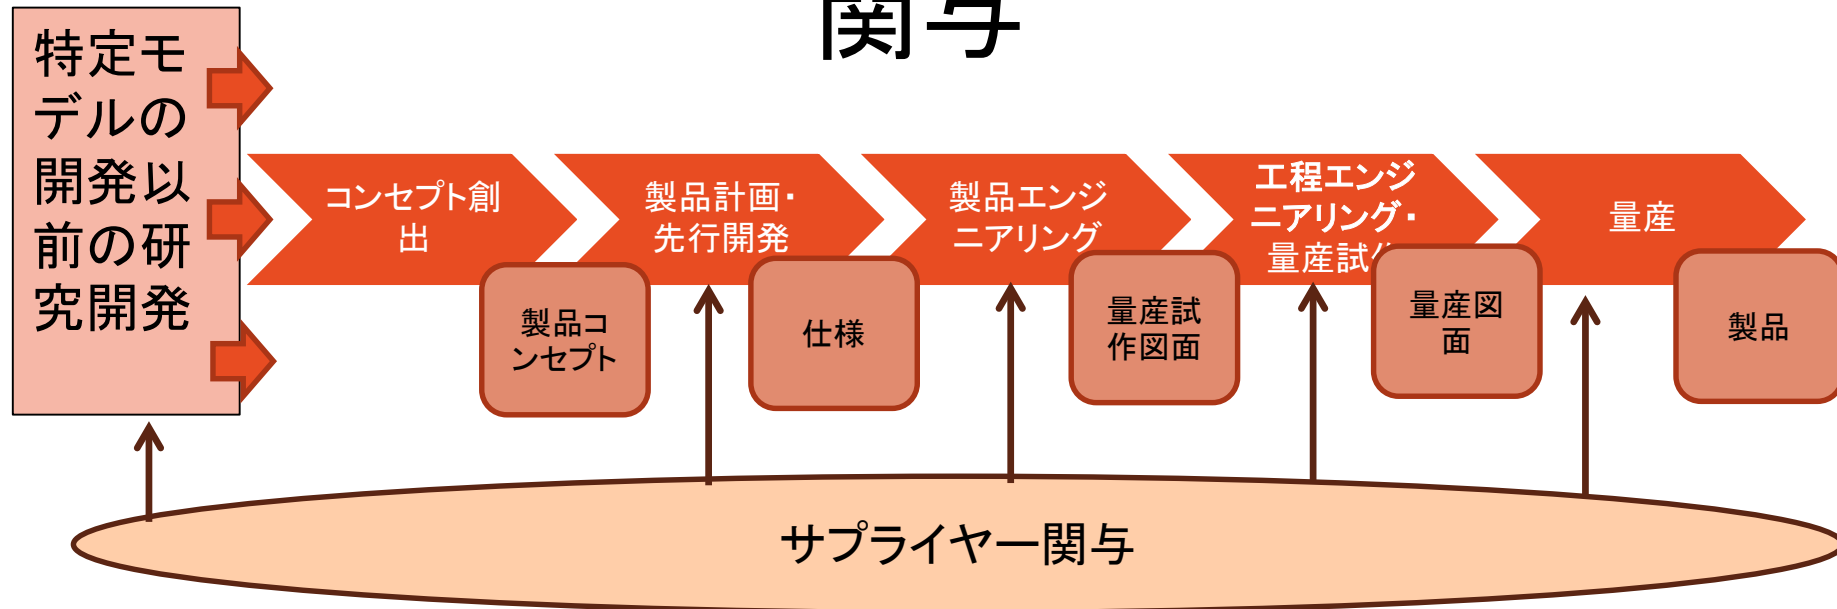 関与
特定モ
デルの
開発以
前の研
究開発
コンセプト創
出
製品計画・
先行開発
製品エンジ
ニアリング
工程エンジ
ニアリング・
量産試作
量産
製品コ
ンセプト
仕様
量産試
作図面
量産図
面
製品
サプライヤー関与